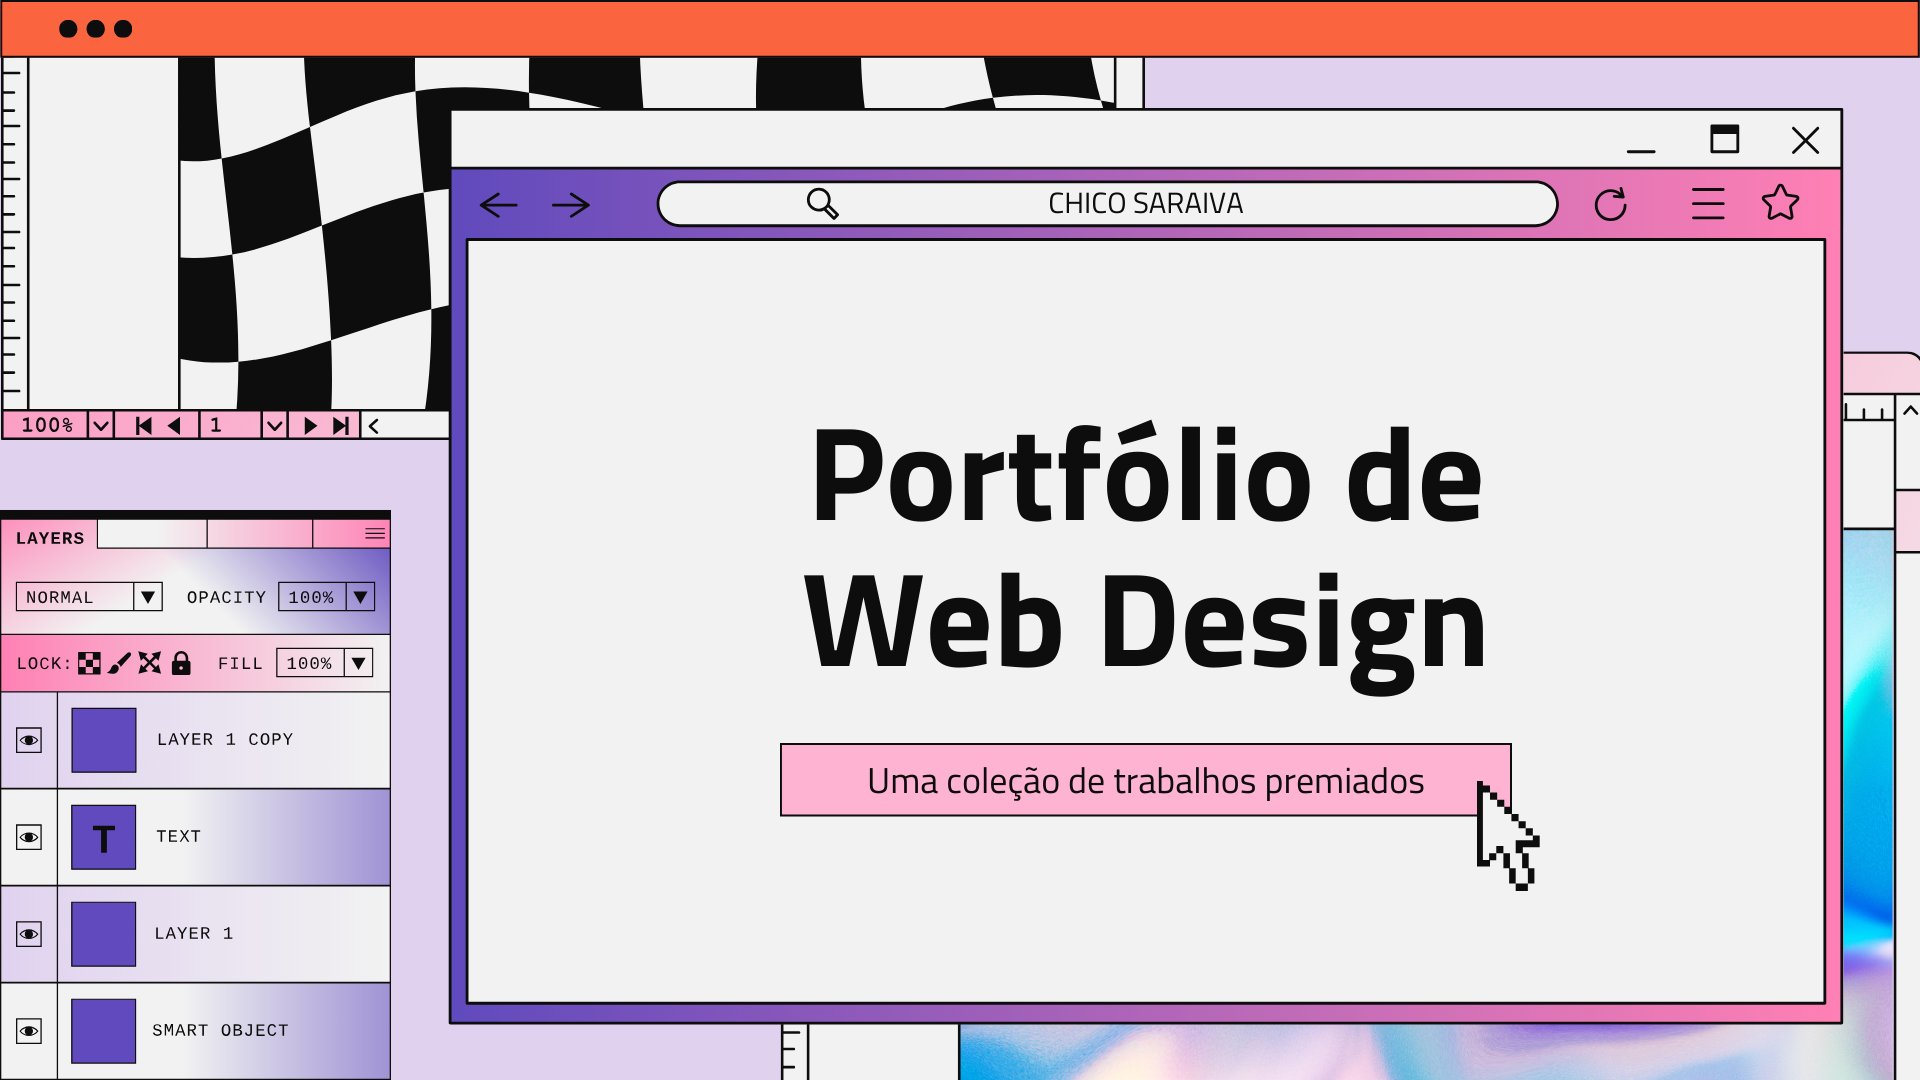 CHICO SARAIVA
Portfólio de
Web Design
Uma coleção de trabalhos premiados
100%
1
LAYERS
NORMAL
OPACITY
100%
LOCK:
FILL
100%
LAYER 1 COPY
T
TEXT
LAYER 1
SMART OBJECT